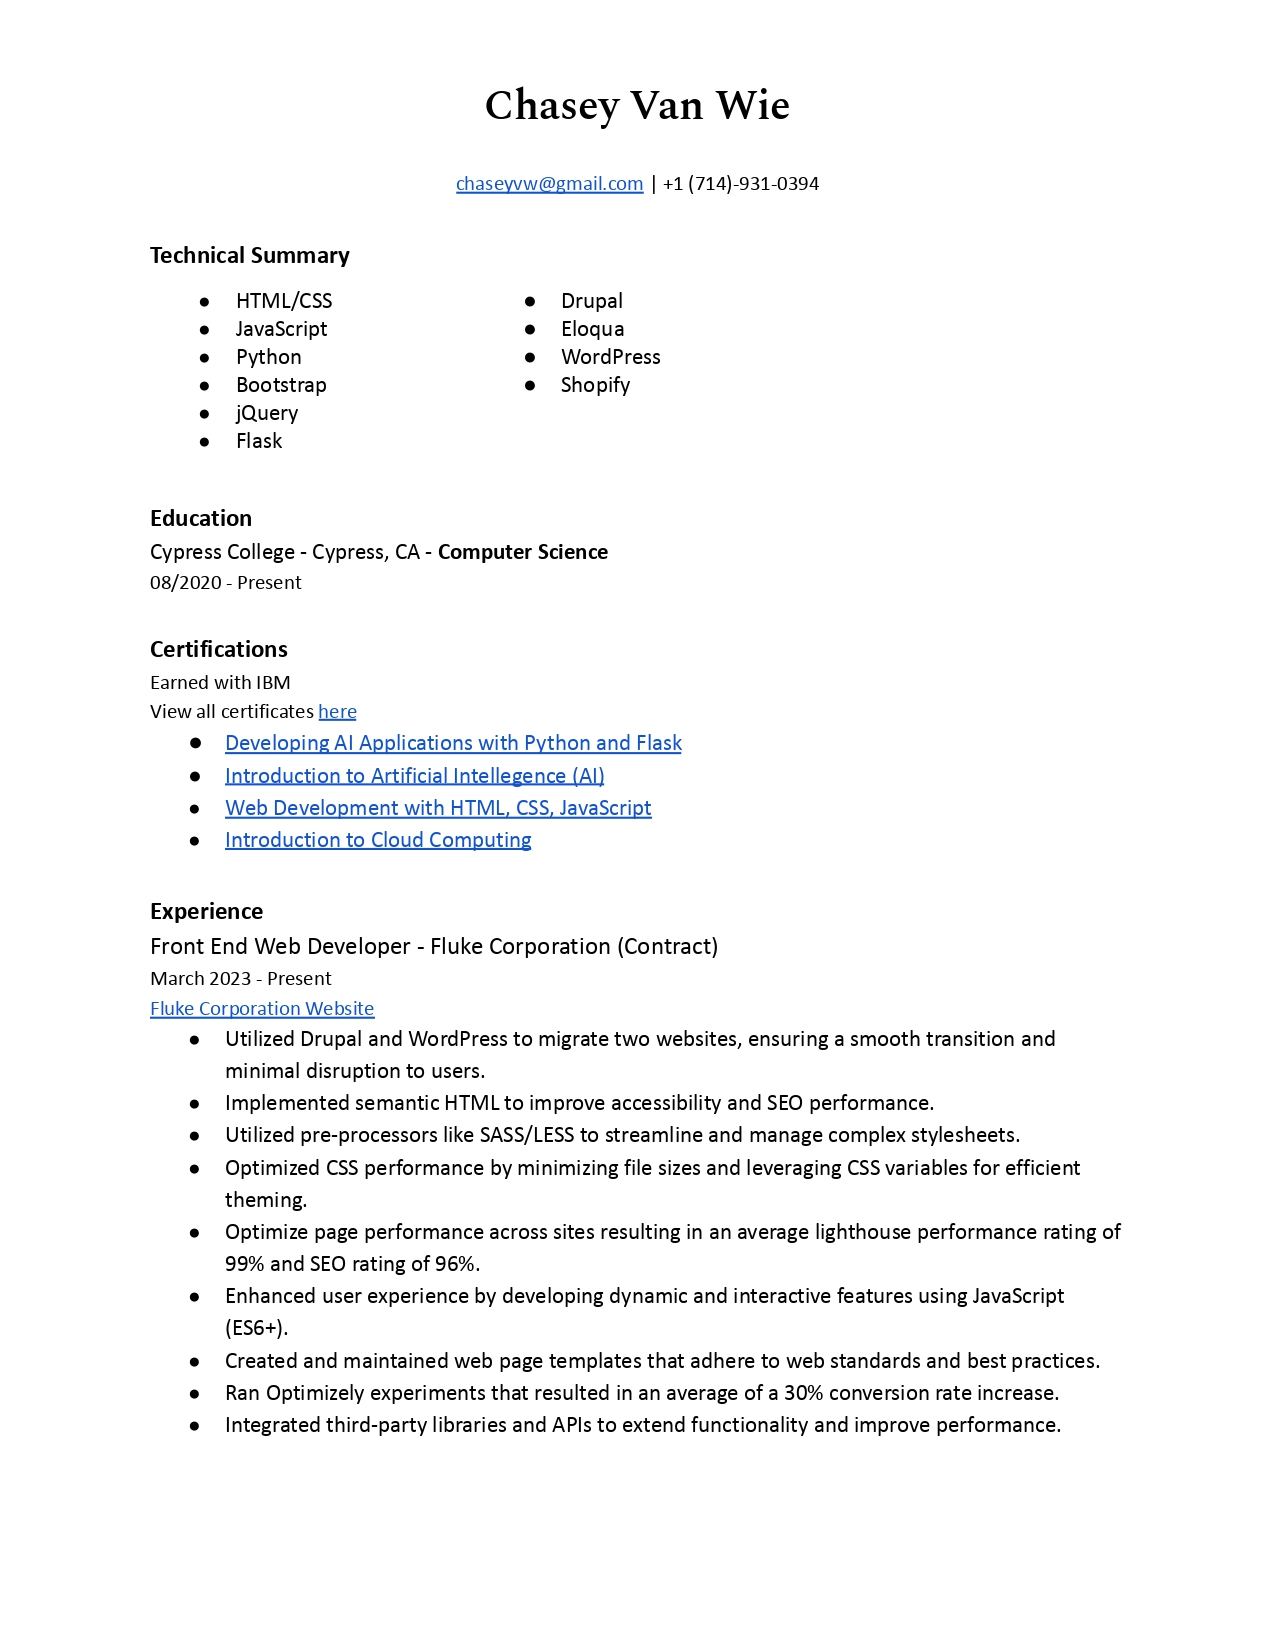 Chasey Van Wie
chaseyvw@gmail.com | +1 (714)-931-0394
Technical Summary
● HTML/CSS
● JavaScript
● Python
● Bootstrap
● jQuery
● Flask
● Drupal
● Eloqua
● WordPress
● Shopify
Education
Cypress College - Cypress, CA - Computer Science
08/2020 - Present
Certifications
Earned with IBM
View all certificates here
● Developing AI Applications with Python and Flask
● Introduction to Artificial Intellegence (AI)
● Web Development with HTML, CSS, JavaScript
● Introduction to Cloud Computing
Experience
Front End Web Developer - Fluke Corporation (Contract)
March 2023 - Present
Fluke Corporation Website
● Utilized Drupal and WordPress to migrate two websites, ensuring a smooth transition and
minimal disruption to users.
● Implemented semantic HTML to improve accessibility and SEO performance.
● Utilized pre-processors like SASS/LESS to streamline and manage complex stylesheets.
● Optimized CSS performance by minimizing file sizes and leveraging CSS variables for efficient
theming.
● Optimize page performance across sites resulting in an average lighthouse performance rating of
99% and SEO rating of 96%.
● Enhanced user experience by developing dynamic and interactive features using JavaScript
(ES6+).
● Created and maintained web page templates that adhere to web standards and best practices.
● Ran Optimizely experiments that resulted in an average of a 30% conversion rate increase.
● Integrated third-party libraries and APIs to extend functionality and improve performance.